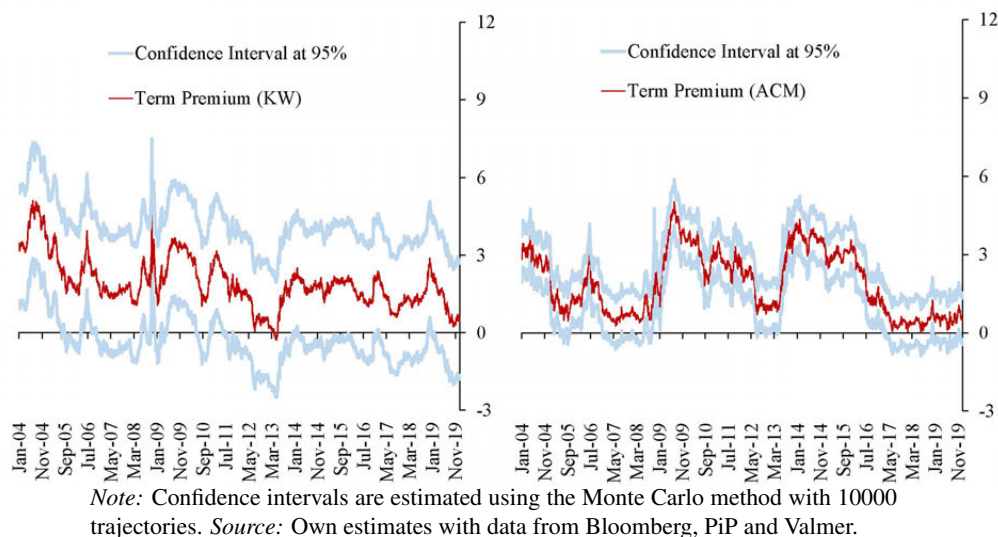 12
Confidence Interval at 95%
Term Premium (KW)
9
6
3
0
-3
Jan-04
Nov-04
Sep-05
Jul-06
May-07
Mar-08
Jan-09
Nov-09
Sep-10
Jul-11
May-12
Mar-13
Jan-14
Nov-14
Sep-15
Jul-16
May-17
Mar-18
Jan-19
Nov-19
12
Confidence Interval at 95%
Term Premium (ACM)
9
6
3
0
-3
Jan-04
Nov-04
Sep-05
Jul-06
May-07
Mar-08
Jan-09
Nov-09
Sep-10
Jul-11
May-12
Mar-13
Jan-14
Nov-14
Sep-15
Jul-16
May-17
Mar-18
Jan-19
Nov-19
Note: Confidence intervals are estimated using the Monte Carlo method with 10000
trajectories. Source: Own estimates with data from Bloomberg, PiP and Valmer.